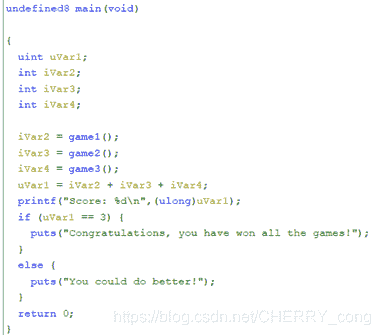 undefined8 main(void)
{
uint uVar1;
int iVar2;
int iVar3;
int iVar4;
iVar2 = game1();
iVar3 = game2();
iVar4 = game3();
uVar1 = iVar2 + iVar3 + iVar4;
printf("Score: %d\n",(ulong)uVar1);
if (uVar1 == 3) {
puts("Congratulations, you have won all the games!");
}
else {
puts("You could do better!");
}
return 0;
}
https://blog.csdn.net/CHERRY_cong